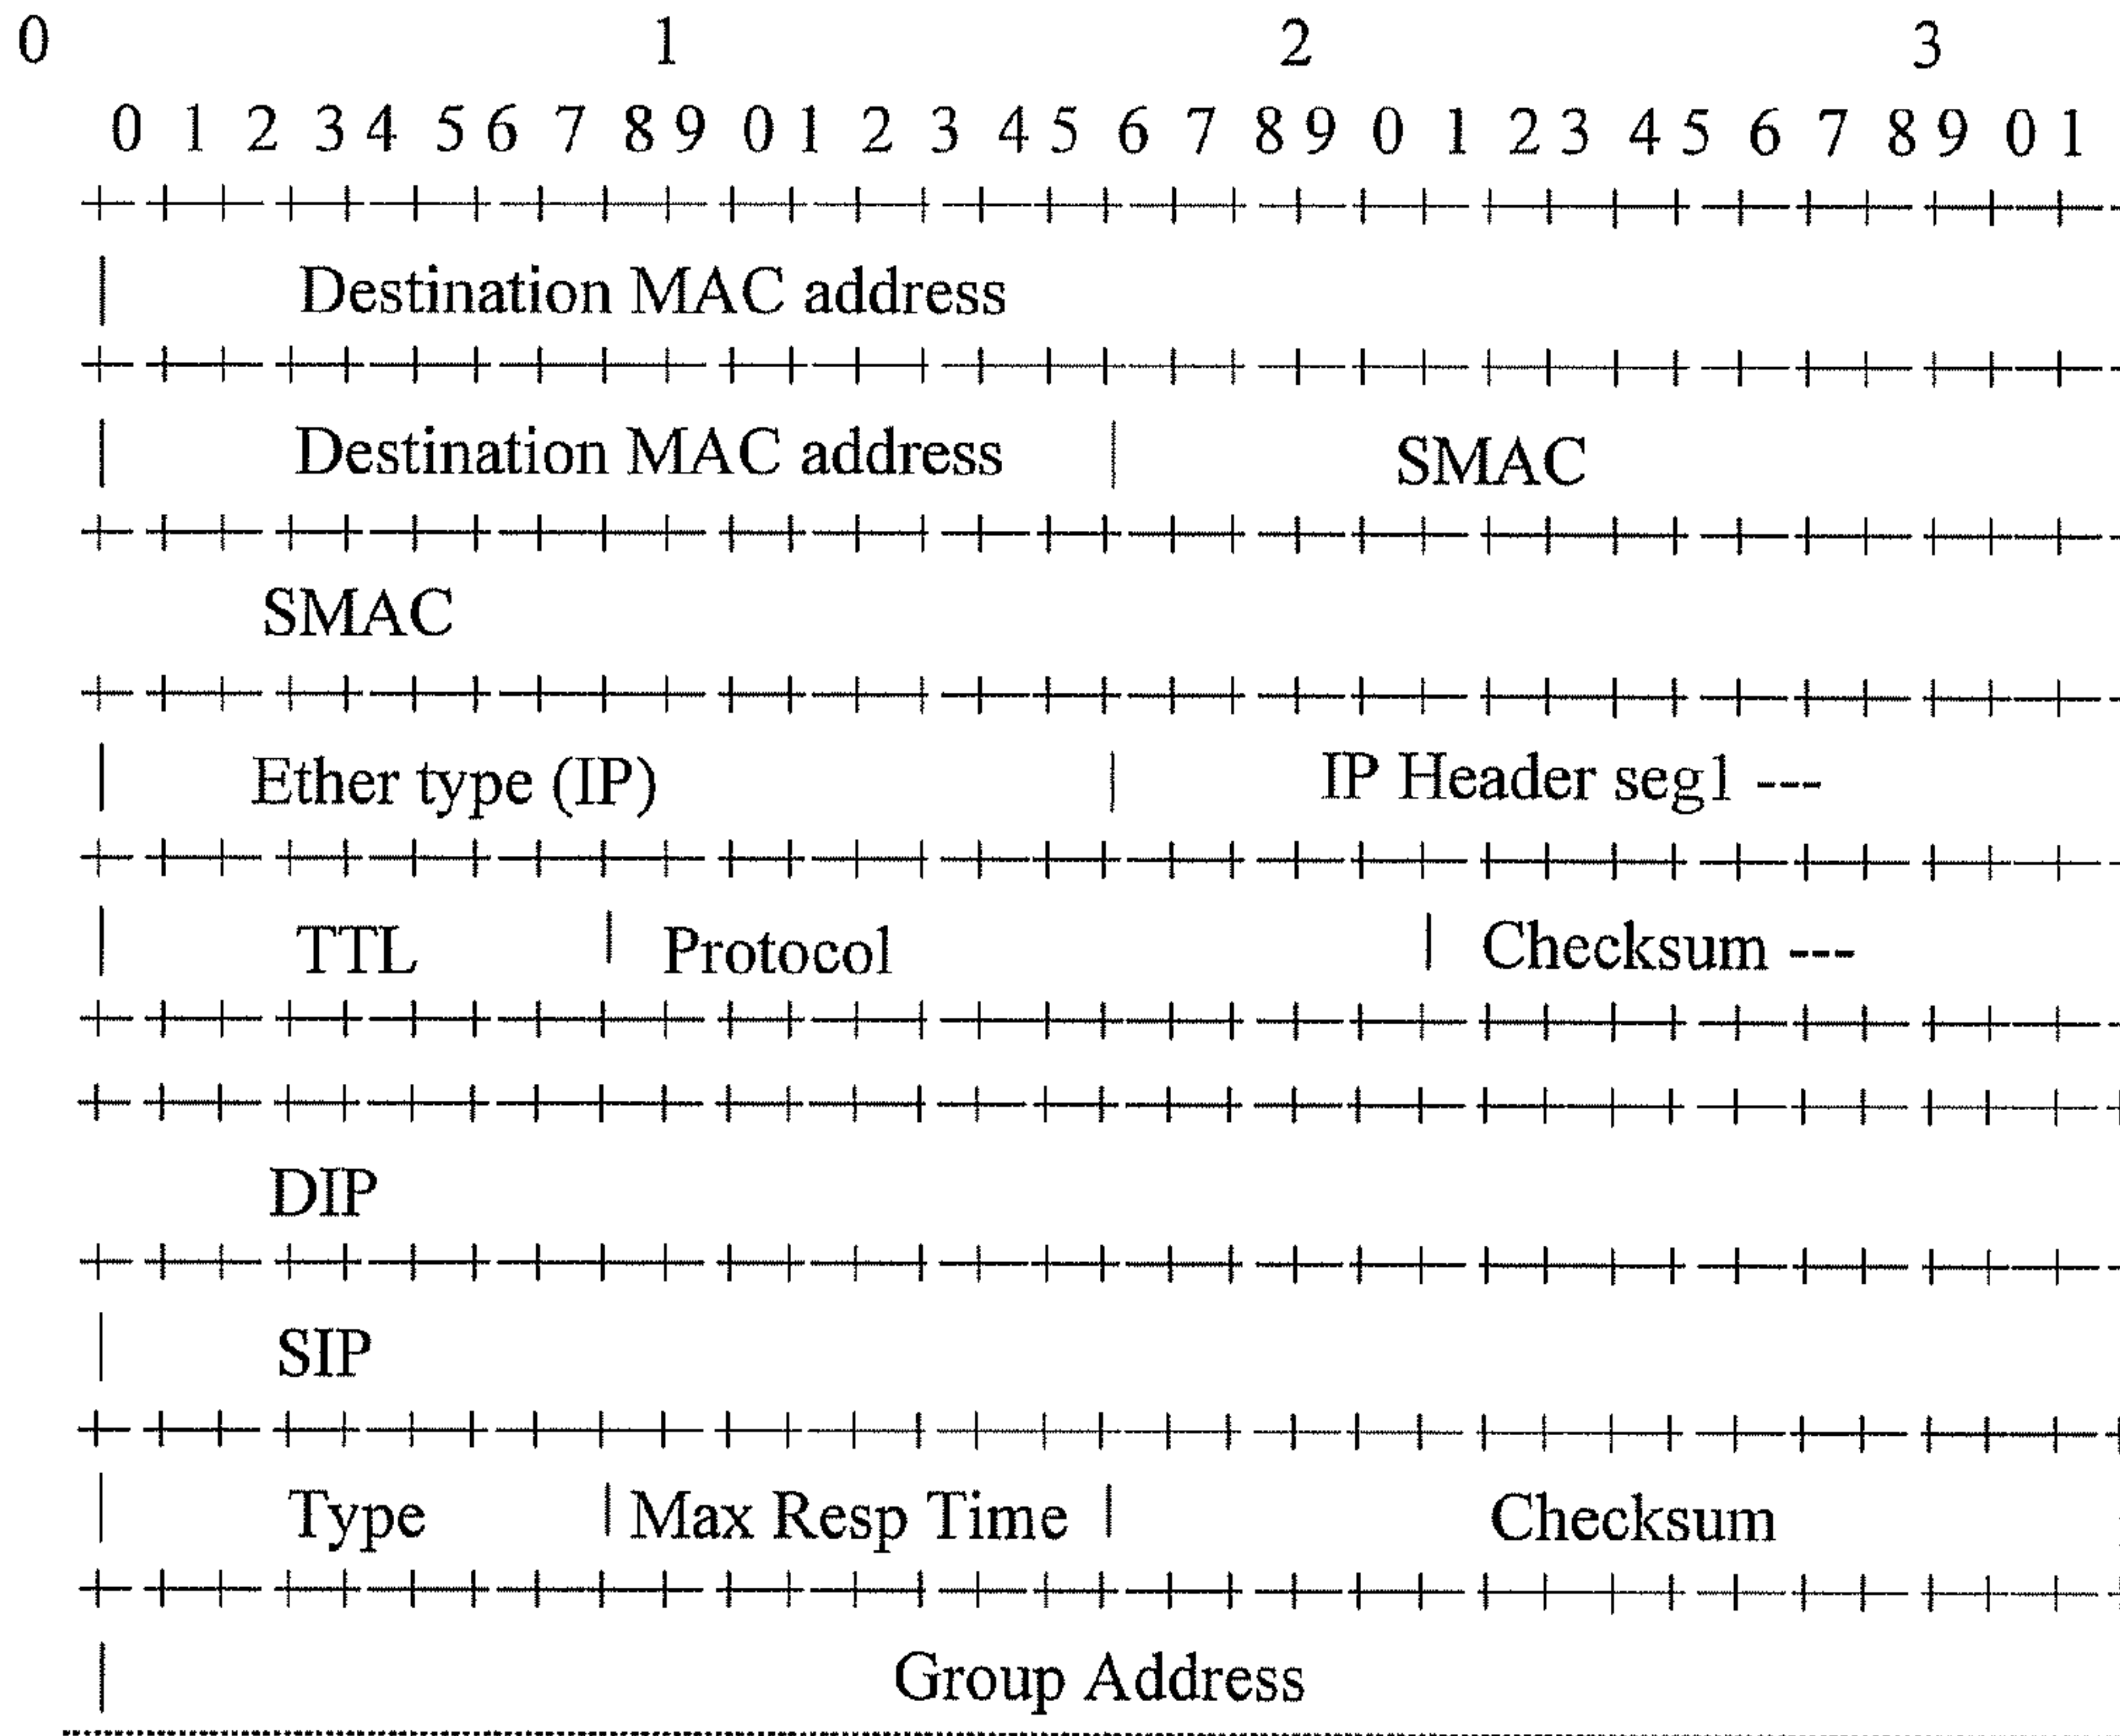 0 1 2 3
0 1 2 3 4 5 6 7 8 9 0 1 2 3 4 5 6 7 8 9 0 1 2 3 4 5 6 7 8 9 0 1
Destination MAC address
Destination MAC address | SMAC
SMAC
Ether type (IP) | IP Header seg1 ---
TTL | Protocol | Checksum ---
DIP
SIP
Type | Max Resp Time | Checksum
Group Address